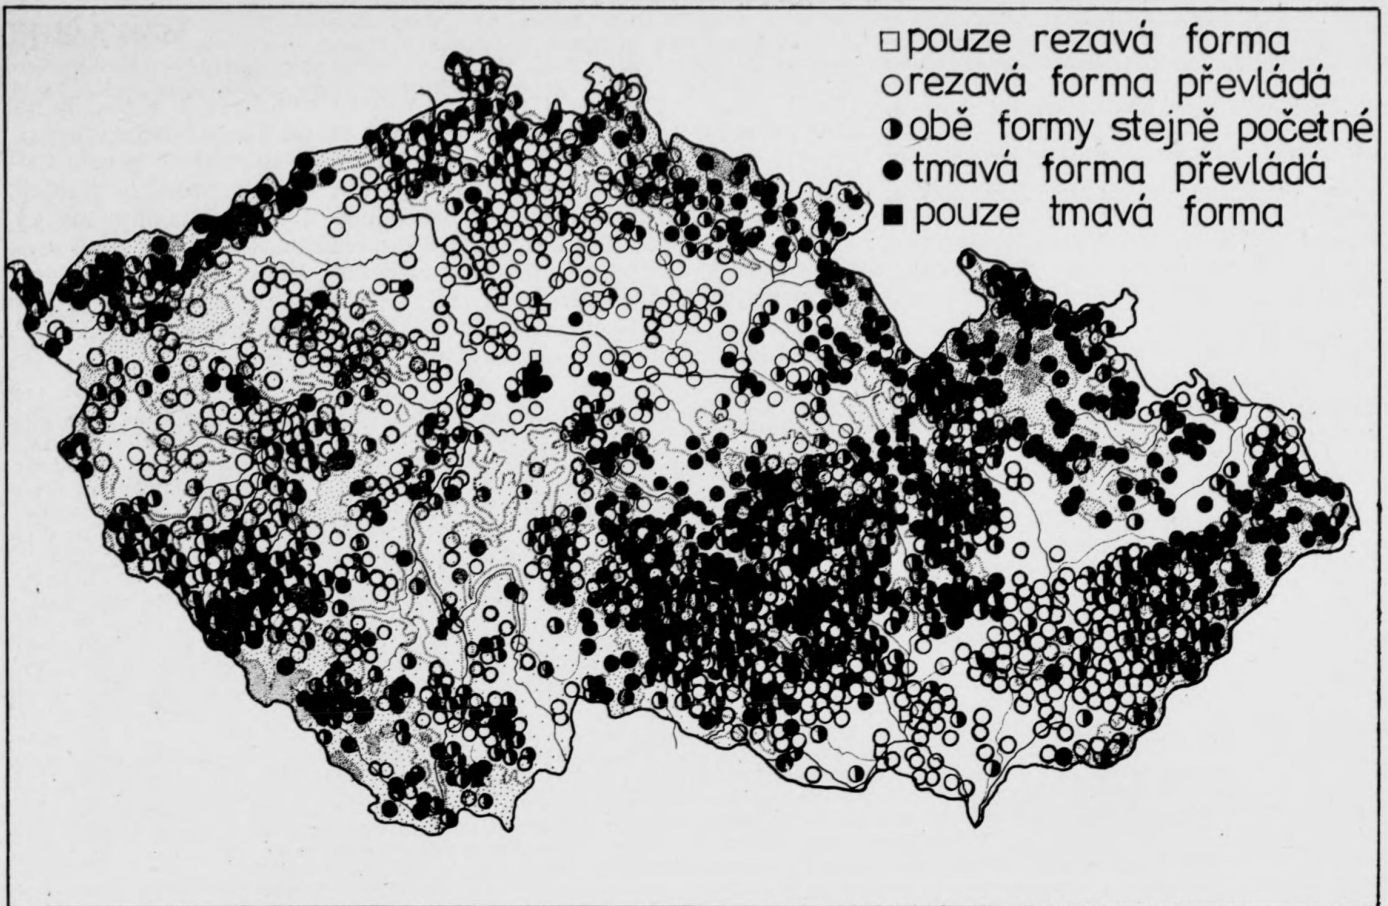 pouze rezavá forma
rezavá forma převládá
obě formy stejně početné
tmavá forma převládá
pouze tmavá forma